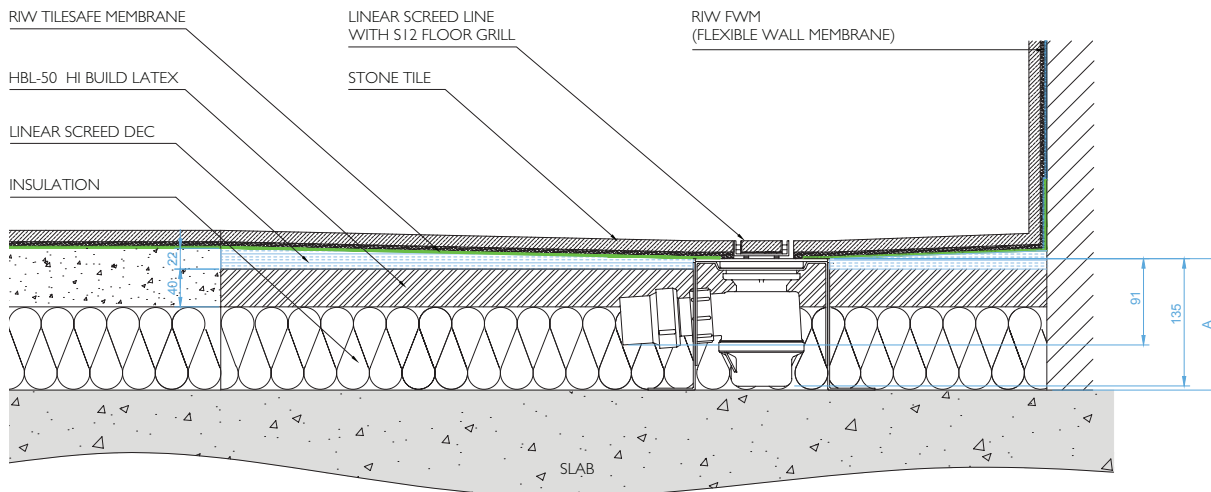 RIW TILESAFE MEMBRANE
LINEAR SCREED LINE
WITH S12 FLOOR GRILL
RIW FWM
(FLEXIBLE WALL MEMBRANE)
HBL-50 HI BUILD LATEX
STONE TILE
LINEAR SCREED DEC
INSULATION
22
40
91
135
A
SLAB